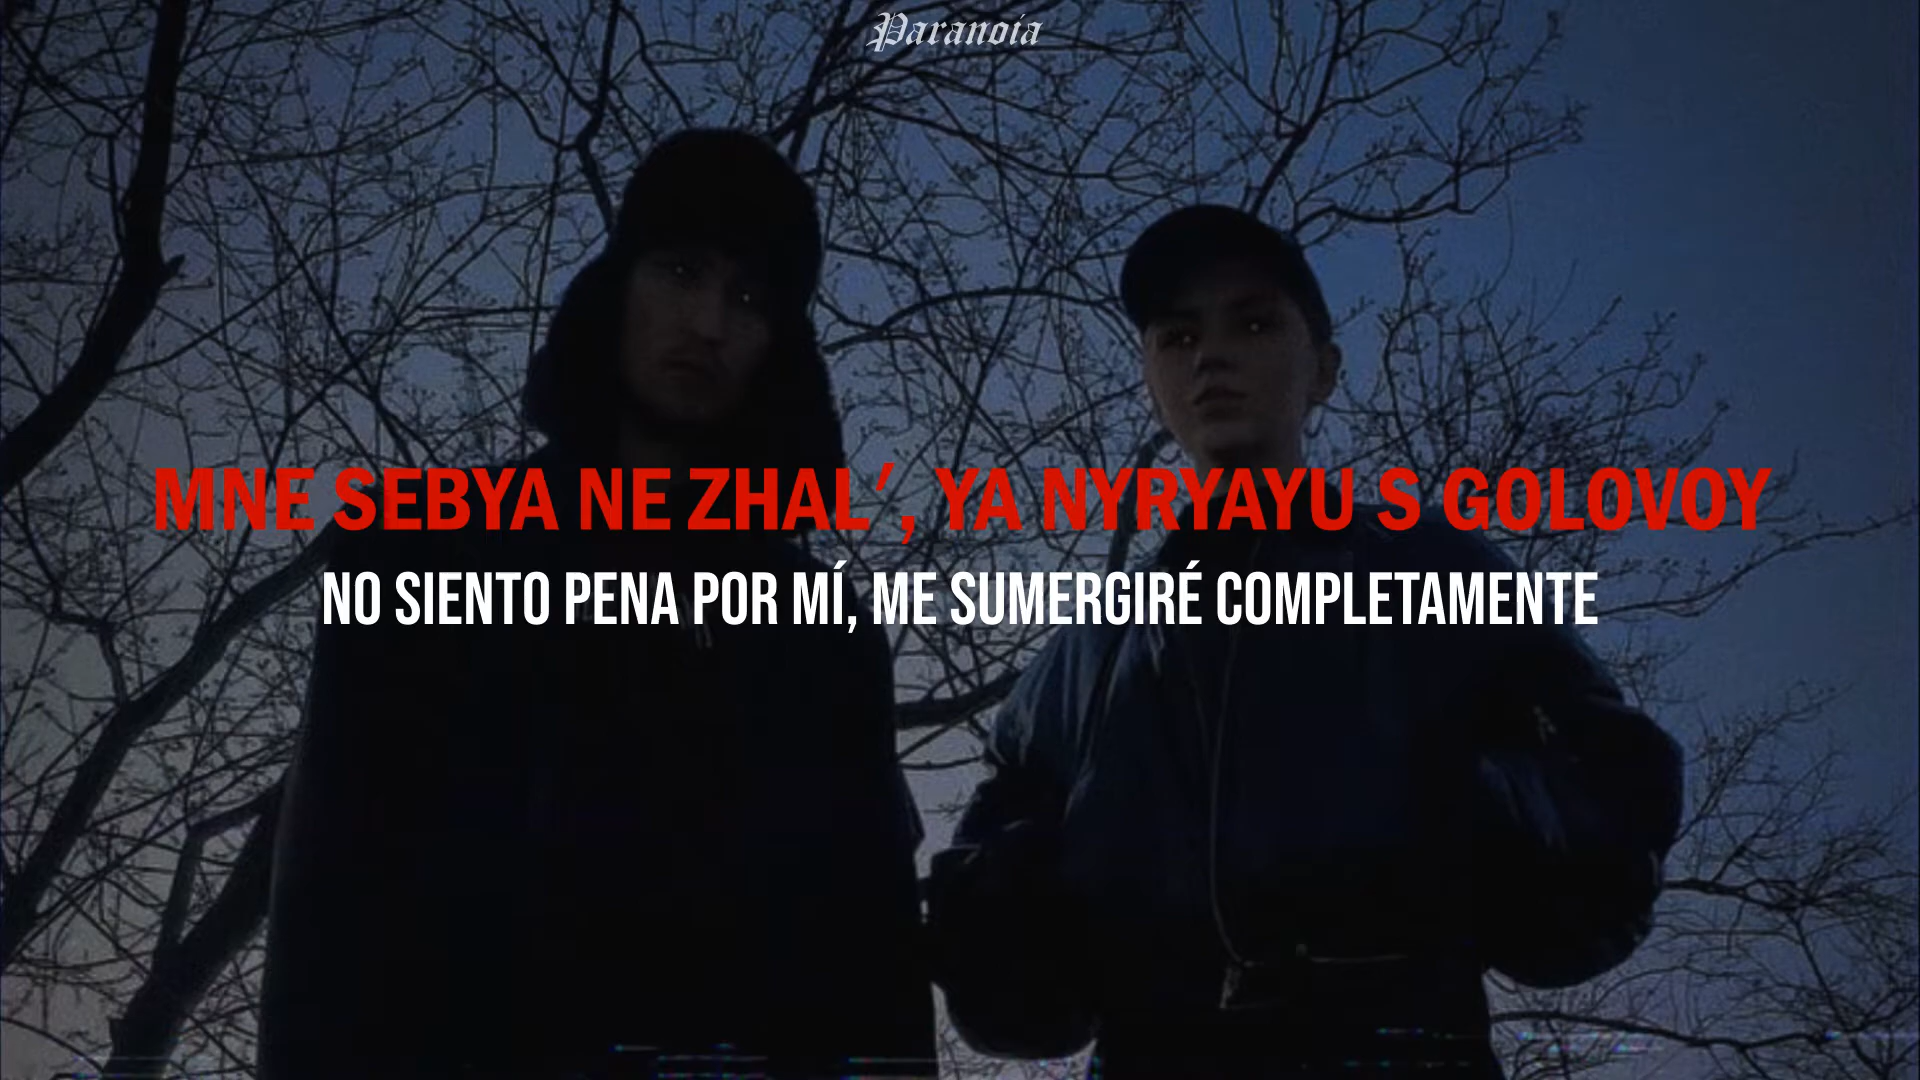 Paranoia
MNE SEBYA NE ZHAL′, YA NYRYAYU S GOLOVOY
NO SIENTO PENA POR MÍ, ME SUMERGIRÉ COMPLETAMENTE